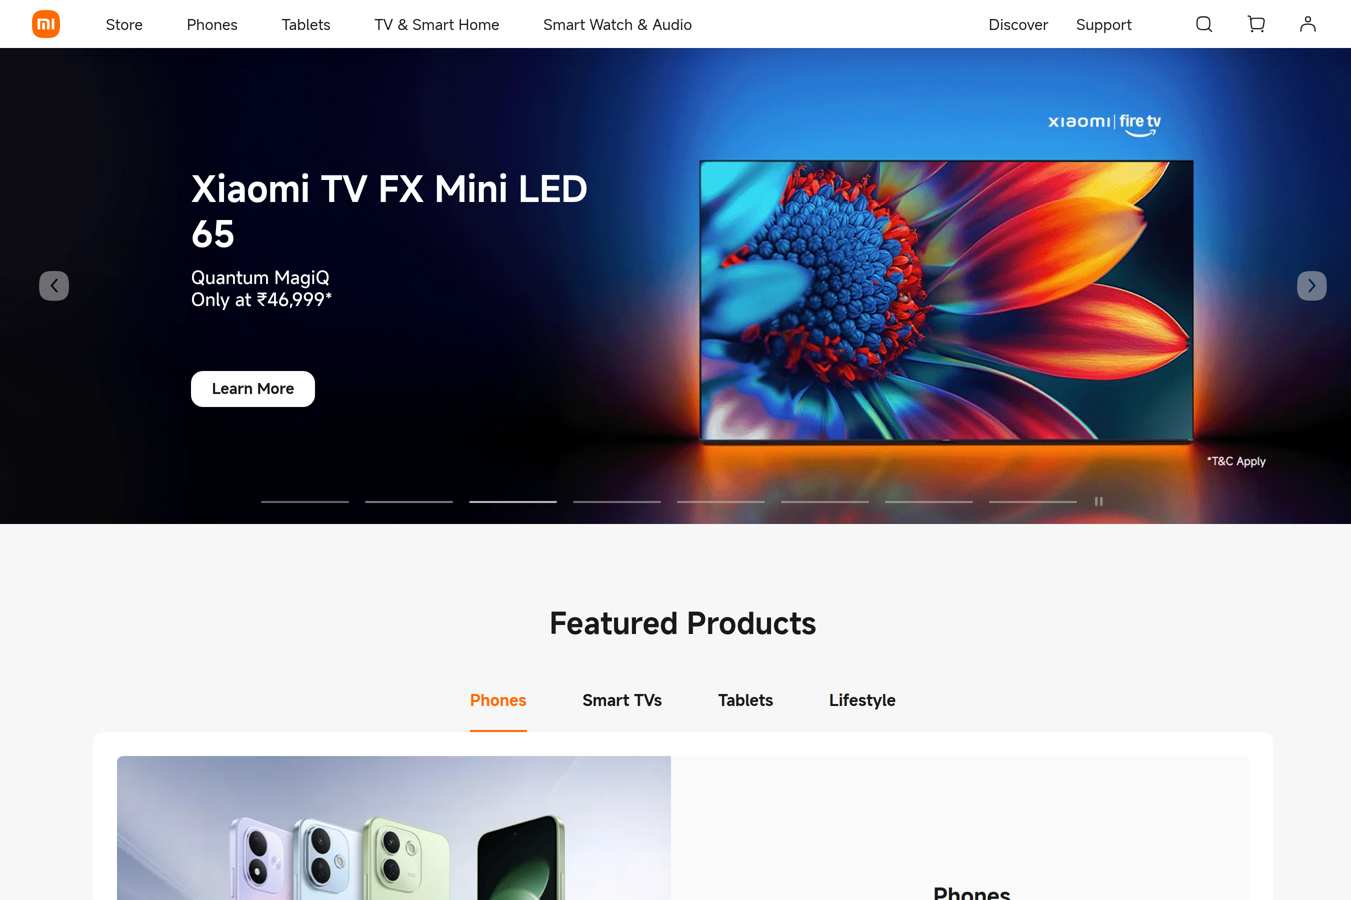 mi
Store
Phones
Tablets
TV & Smart Home
Smart Watch & Audio
Discover
Support
xiaomi | fire tv
Xiaomi TV FX Mini LED
65
Quantum MagiQ
Only at ₹46,999*
Learn More
*T&C Apply
Featured Products
Phones
Smart TVs
Tablets
Lifestyle
Phones